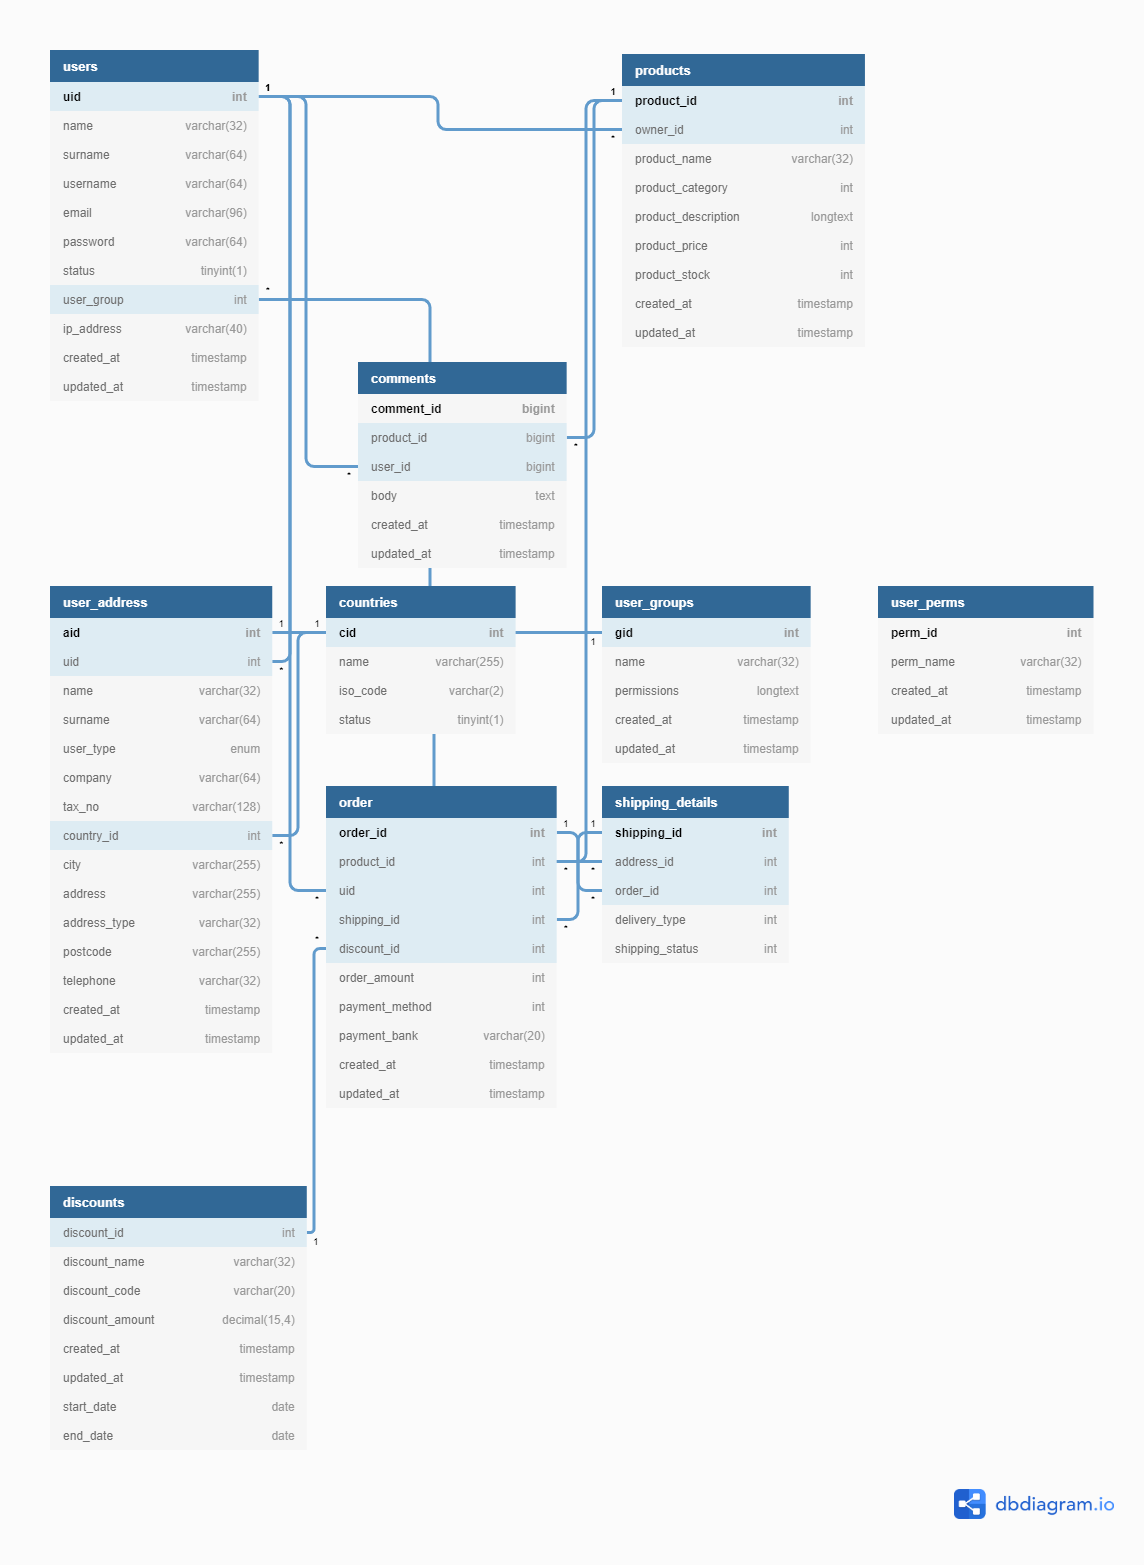 users
uid int
name varchar(32)
surname varchar(64)
username varchar(64)
email varchar(96)
password varchar(64)
status tinyint(1)
user_group int
ip_address varchar(40)
created_at timestamp
updated_at timestamp
1
*
products
product_id int
owner_id int
product_name varchar(32)
product_category int
product_description longtext
product_price int
product_stock int
created_at timestamp
updated_at timestamp
1
*
comments
comment_id bigint
product_id bigint
user_id bigint
body text
created_at timestamp
updated_at timestamp
*
*
user_address
aid int
uid int
name varchar(32)
surname varchar(64)
user_type enum
company varchar(64)
tax_no varchar(128)
country_id int
city varchar(255)
address varchar(255)
address_type varchar(32)
postcode varchar(255)
telephone varchar(32)
created_at timestamp
updated_at timestamp
1
*
*
countries
cid int
name varchar(255)
iso_code varchar(2)
status tinyint(1)
1
user_groups
gid int
name varchar(32)
permissions longtext
created_at timestamp
updated_at timestamp
1
user_perms
perm_id int
perm_name varchar(32)
created_at timestamp
updated_at timestamp
order
order_id int
product_id int
uid int
shipping_id int
discount_id int
order_amount int
payment_method int
payment_bank varchar(20)
created_at timestamp
updated_at timestamp
1
*
*
*
*
shipping_details
shipping_id int
address_id int
order_id int
delivery_type int
shipping_status int
1
*
*
discounts
discount_id int
discount_name varchar(32)
discount_code varchar(20)
discount_amount decimal(15,4)
created_at timestamp
updated_at timestamp
start_date date
end_date date
1
dbdiagram.io